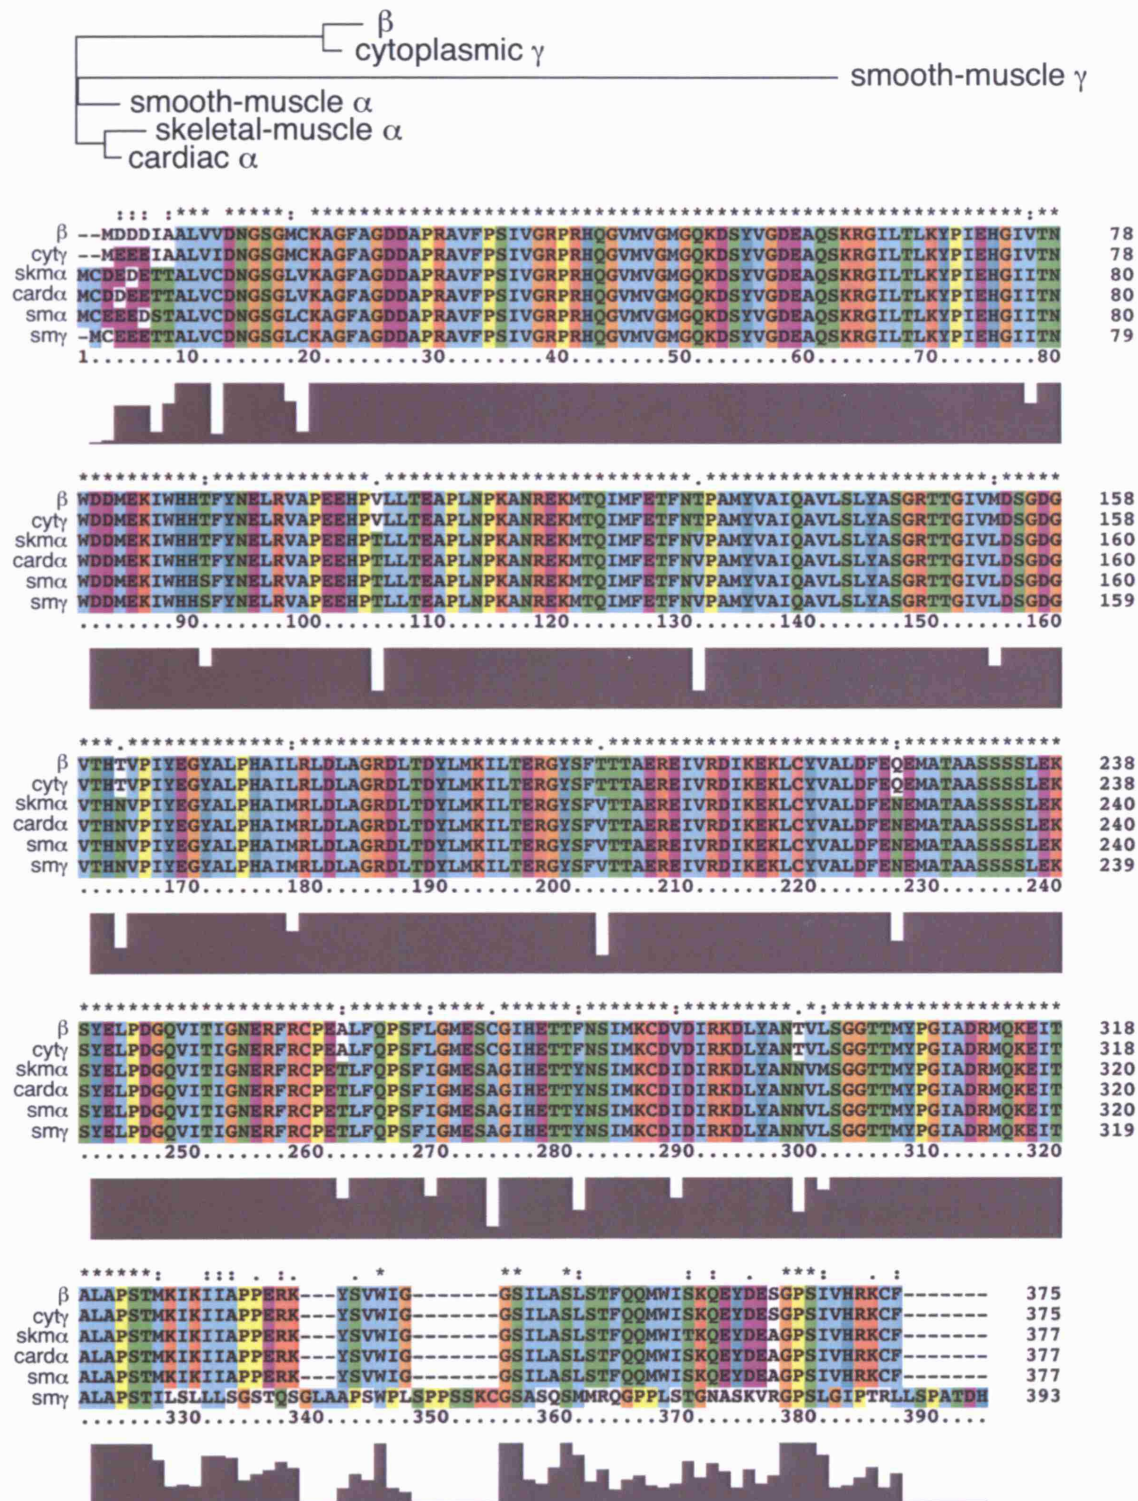 β
cytoplasmic γ
smooth-muscle γ
smooth-muscle α
skeletal-muscle α
cardiac α
::: :*** *****: **********************************************************:**
β --MDDDIAALVVDNGSGMCKAGFAGDDAPRAVFPSIVGRPRHQGVMVGMGQKDSYVGDEAQSKRGILTLKYPIEHGIVTN 78
cytγ --MEEEIAALVIDNGSGMCKAGFAGDDAPRAVFPSIVGRPRHQGVMVGMGQKDSYVGDEAQSKRGILTLKYPIEHGIVTN 78
skmα MCDEDETTALVCDNGSGLVKAGFAGDDAPRAVFPSIVGRPRHQGVMVGMGQKDSYVGDEAQSKRGILTLKYPIEHGIITN 80
cardα MCDDEETTALVCDNGSGLVKAGFAGDDAPRAVFPSIVGRPRHQGVMVGMGQKDSYVGDEAQSKRGILTLKYPIEHGIITN 80
smα MCEEEDSTALVCDNGSGLCKAGFAGDDAPRAVFPSIVGRPRHQGVMVGMGQKDSYVGDEAQSKRGILTLKYPIEHGIITN 80
smγ -MCEEETTALVCDNGSGLCKAGFAGDDAPRAVFPSIVGRPRHQGVMVGMGQKDSYVGDEAQSKRGILTLKYPIEHGIITN 79
1.......10........20........30........40........50........60........70........80
**********:*************.*************************.***********************.*****
β WDDMEKIWHHTFYNELRVAPEEHPVLLTEAPLNPKANREKMTQIMFETFNTPAMYVAIQAVLSLYASGRTTGIVMDSGDG 158
cytγ WDDMEKIWHHTFYNELRVAPEEHPVLLTEAPLNPKANREKMTQIMFETFNTPAMYVAIQAVLSLYASGRTTGIVMDSGDG 158
skmα WDDMEKIWHHTFYNELRVAPEEHPTLLTEAPLNPKANREKMTQIMFETFNVPAMYVAIQAVLSLYASGRTTGIVLDSGDG 160
cardα WDDMEKIWHHTFYNELRVAPEEHPTLLTEAPLNPKANREKMTQIMFETFNVPAMYVAIQAVLSLYASGRTTGIVLDSGDG 160
smα WDDMEKIWHHSFYNELRVAPEEHPTLLTEAPLNPKANREKMTQIMFETFNVPAMYVAIQAVLSLYASGRTTGIVLDSGDG 160
smγ WDDMEKIWHHSFYNELRVAPEEHPTLLTEAPLNPKANREKMTQIMFETFNVPAMYVAIQAVLSLYASGRTTGIVLDSGDG 159
........90.......100.......110.......120.......130.......140.......150.......160
***.*************:************************.***********************:*************
β VTHTVPIYEGYALPHAILRLDLAGRDLTDYLMKILTERGYSFTTTAEREIVRDIKEKLCYVALDFEQEMATAASSSSLEK 238
cytγ VTHTVPIYEGYALPHAILRLDLAGRDLTDYLMKILTERGYSFTTTAEREIVRDIKEKLCYVALDFEQEMATAASSSSLEK 238
skmα VTHNVPIYEGYALPHAIMRLDLAGRDLTDYLMKILTERGYSFVTTAEREIVRDIKEKLCYVALDFENEMATAASSSSLEK 240
cardα VTHNVPIYEGYALPHAIMRLDLAGRDLTDYLMKILTERGYSFVTTAEREIVRDIKEKLCYVALDFENEMATAASSSSLEK 240
smα VTHNVPIYEGYALPHAIMRLDLAGRDLTDYLMKILTERGYSFVTTAEREIVRDIKEKLCYVALDFENEMATAASSSSLEK 240
smγ VTHNVPIYEGYALPHAIMRLDLAGRDLTDYLMKILTERGYSFVTTAEREIVRDIKEKLCYVALDFENEMATAASSSSLEK 239
.......170.......180.......190.......200.......210.......220.......230.......240
*********************:******:****.******:*******:*********.*:*******************
β SYELPDGQVITIGNERFRCPEALFQPSFLGMESCGIHETTFNSIMKCDVDIRKDLYANTVLSGGTTMYPGIADRMQKEIT 318
cytγ SYELPDGQVITIGNERFRCPEALFQPSFLGMESCGIHETTFNSIMKCDVDIRKDLYANTVLSGGTTMYPGIADRMQKEIT 318
skmα SYELPDGQVITIGNERFRCPETLFQPSFIGMESAGIHETTYNSIMKCDIDIRKDLYANNVMSGGTTMYPGIADRMQKEIT 320
cardα SYELPDGQVITIGNERFRCPETLFQPSFIGMESAGIHETTYNSIMKCDIDIRKDLYANNVLSGGTTMYPGIADRMQKEIT 320
smα SYELPDGQVITIGNERFRCPETLFQPSFIGMESAGIHETTYNSIMKCDIDIRKDLYANNVLSGGTTMYPGIADRMQKEIT 320
smγ SYELPDGQVITIGNERFRCPETLFQPSFIGMESAGIHETTYNSIMKCDIDIRKDLYANNVLSGGTTMYPGIADRMQKEIT 319
.......250.......260.......270.......280.......290.......300.......310.......320
******: ::: . :. . * ** *: : : . ***: . :
β ALAPSTMKIKIIAPPERK---YSVWIG-------GSILASLSTFQQMWISKQEYDESGPSIVHRKCF------- 375
cytγ ALAPSTMKIKIIAPPERK---YSVWIG-------GSILASLSTFQQMWISKQEYDESGPSIVHRKCF------- 375
skmα ALAPSTMKIKIIAPPERK---YSVWIG-------GSILASLSTFQQMWITKQEYDEAGPSIVHRKCF------- 377
cardα ALAPSTMKIKIIAPPERK---YSVWIG-------GSILASLSTFQQMWISKQEYDEAGPSIVHRKCF------- 377
smα ALAPSTMKIKIIAPPERK---YSVWIG-------GSILASLSTFQQMWISKQEYDEAGPSIVHRKCF------- 377
smγ ALAPSTILSLLLSGSTQSGLAAPSWPLSPPSSKCGSASQSMMRQGPPLSTGNASKVRGPSLGIPTRLLSPATDH 393
.......330.......340.......350.......360.......370.......380.......390....